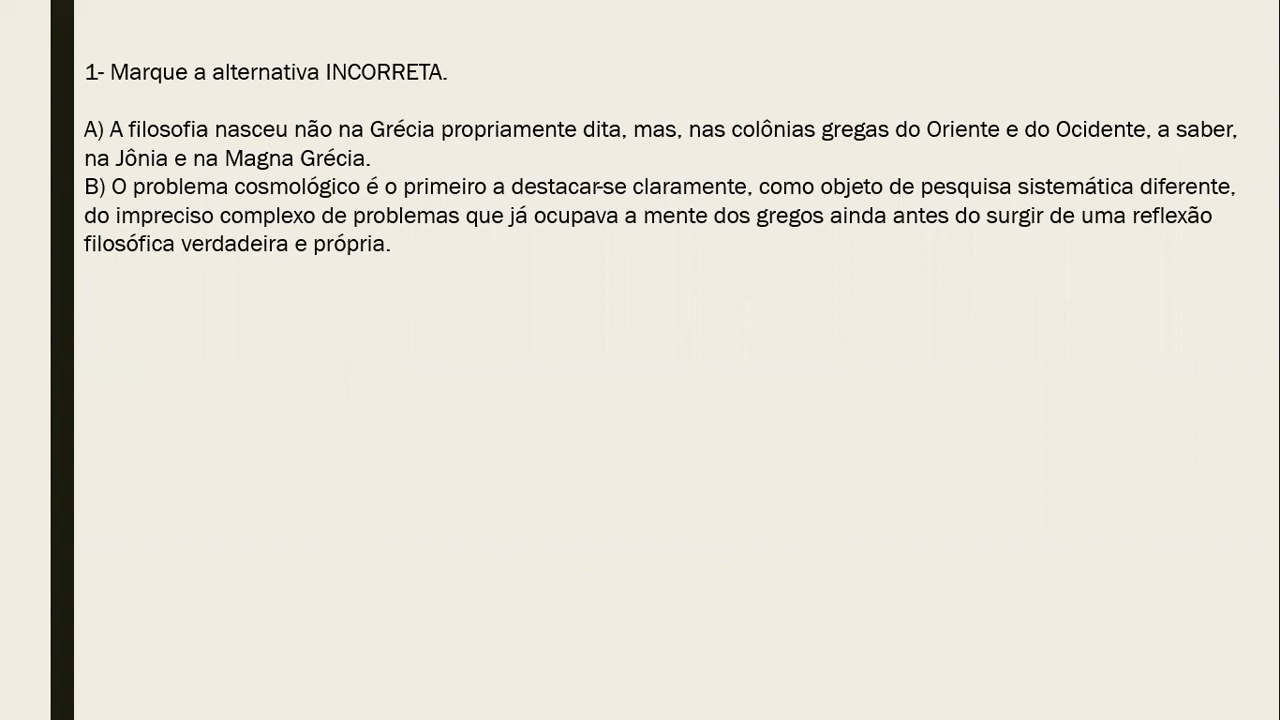 1- Marque a alternativa INCORRETA.
A) A filosofia nasceu não na Grécia propriamente dita, mas, nas colônias gregas do Oriente e do Ocidente, a saber,
na Jônia e na Magna Grécia.
B) O problema cosmológico é o primeiro a destacar-se claramente, como objeto de pesquisa sistemática diferente,
do impreciso complexo de problemas que já ocupava a mente dos gregos ainda antes do surgir de uma reflexão
filosófica verdadeira e própria.